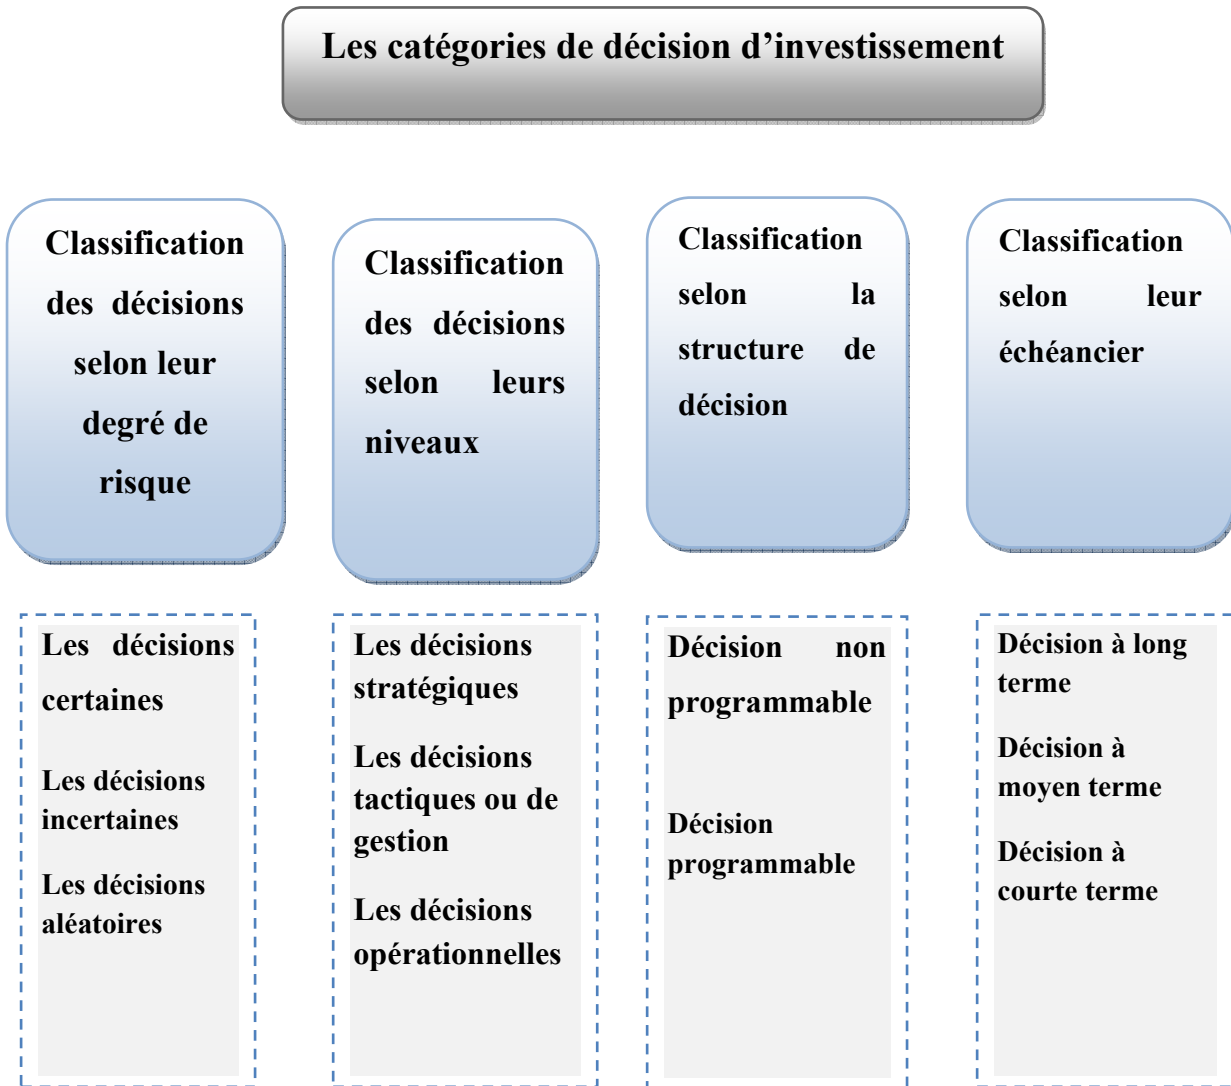 Les catégories de décision d’investissement
Classification
des décisions
selon leur
degré de
risque
Classification
des décisions
selon leurs
niveaux
Classification
selon la
structure de
décision
Classification
selon leur
échéancier
Les décisions
certaines
Les décisions
incertaines
Les décisions
aléatoires
Les décisions
stratégiques
Les décisions
tactiques ou de
gestion
Les décisions
opérationnelles
Décision non
programmable
Décision
programmable
Décision à long
terme
Décision à
moyen terme
Décision à
courte terme